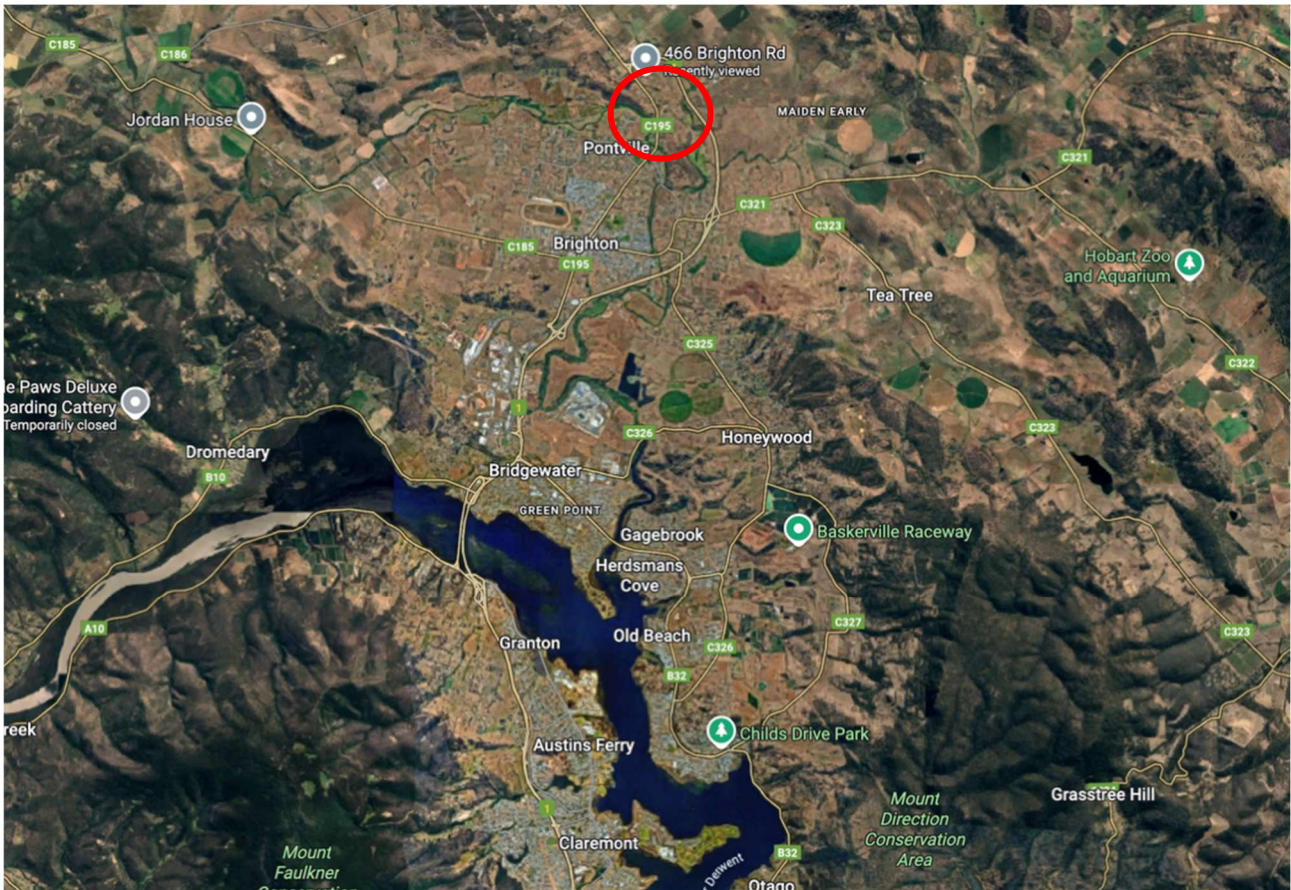 C185
C186
466 Brighton Rd
Recently viewed
Jordan House
MAIDEN EARLY
C195
Pontville
C321
C321
C323
C185
Brighton
C195
Hobart Zoo
and Aquarium
Tea Tree
C325
C322
le Paws Deluxe
oarding Cattery
Temporarily closed
1
C326
Honeywood
C323
Dromedary
B10
Bridgewater
GREEN POINT
Gagebrook
Baskerville Raceway
Herdsmans
Cove
A10
Granton
Old Beach
C326
C327
C323
B32
reek
Childs Drive Park
Austins Ferry
Grasstree Hill
1
Mount
Direction
Conservation
Area
Claremont
Mount
Faulkner
Conservation
B32
Derwent
Otago